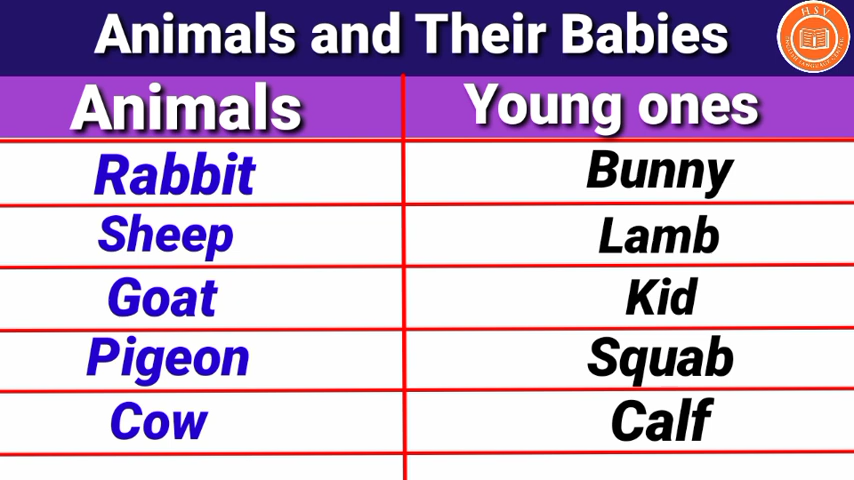 Animals and Their Babies
HSV
Animals Young ones
Rabbit Bunny
Sheep Lamb
Goat Kid
Pigeon Squab
Cow Calf